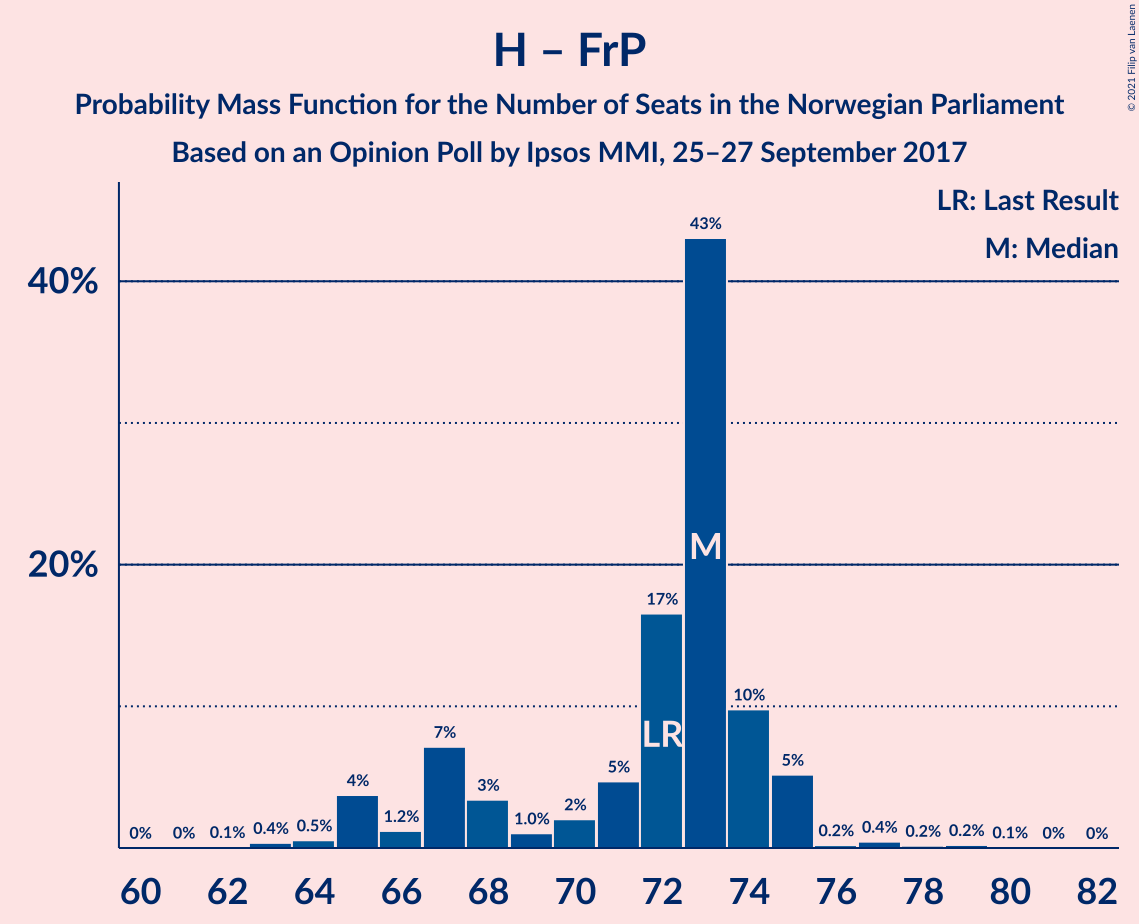 H – FrP
Probability Mass Function for the Number of Seats in the Norwegian Parliament
Based on an Opinion Poll by Ipsos MMI, 25–27 September 2017
© 2021 Filip van Laenen
LR: Last Result
M: Median
40%
20%
0% 0% 0.1% 0.4% 0.5% 4% 1.2% 7% 3% 1.0% 2% 5% 17% 43% 10% 5% 0.2% 0.4% 0.2% 0.2% 0.1% 0% 0%
M
LR
60 62 64 66 68 70 72 74 76 78 80 82